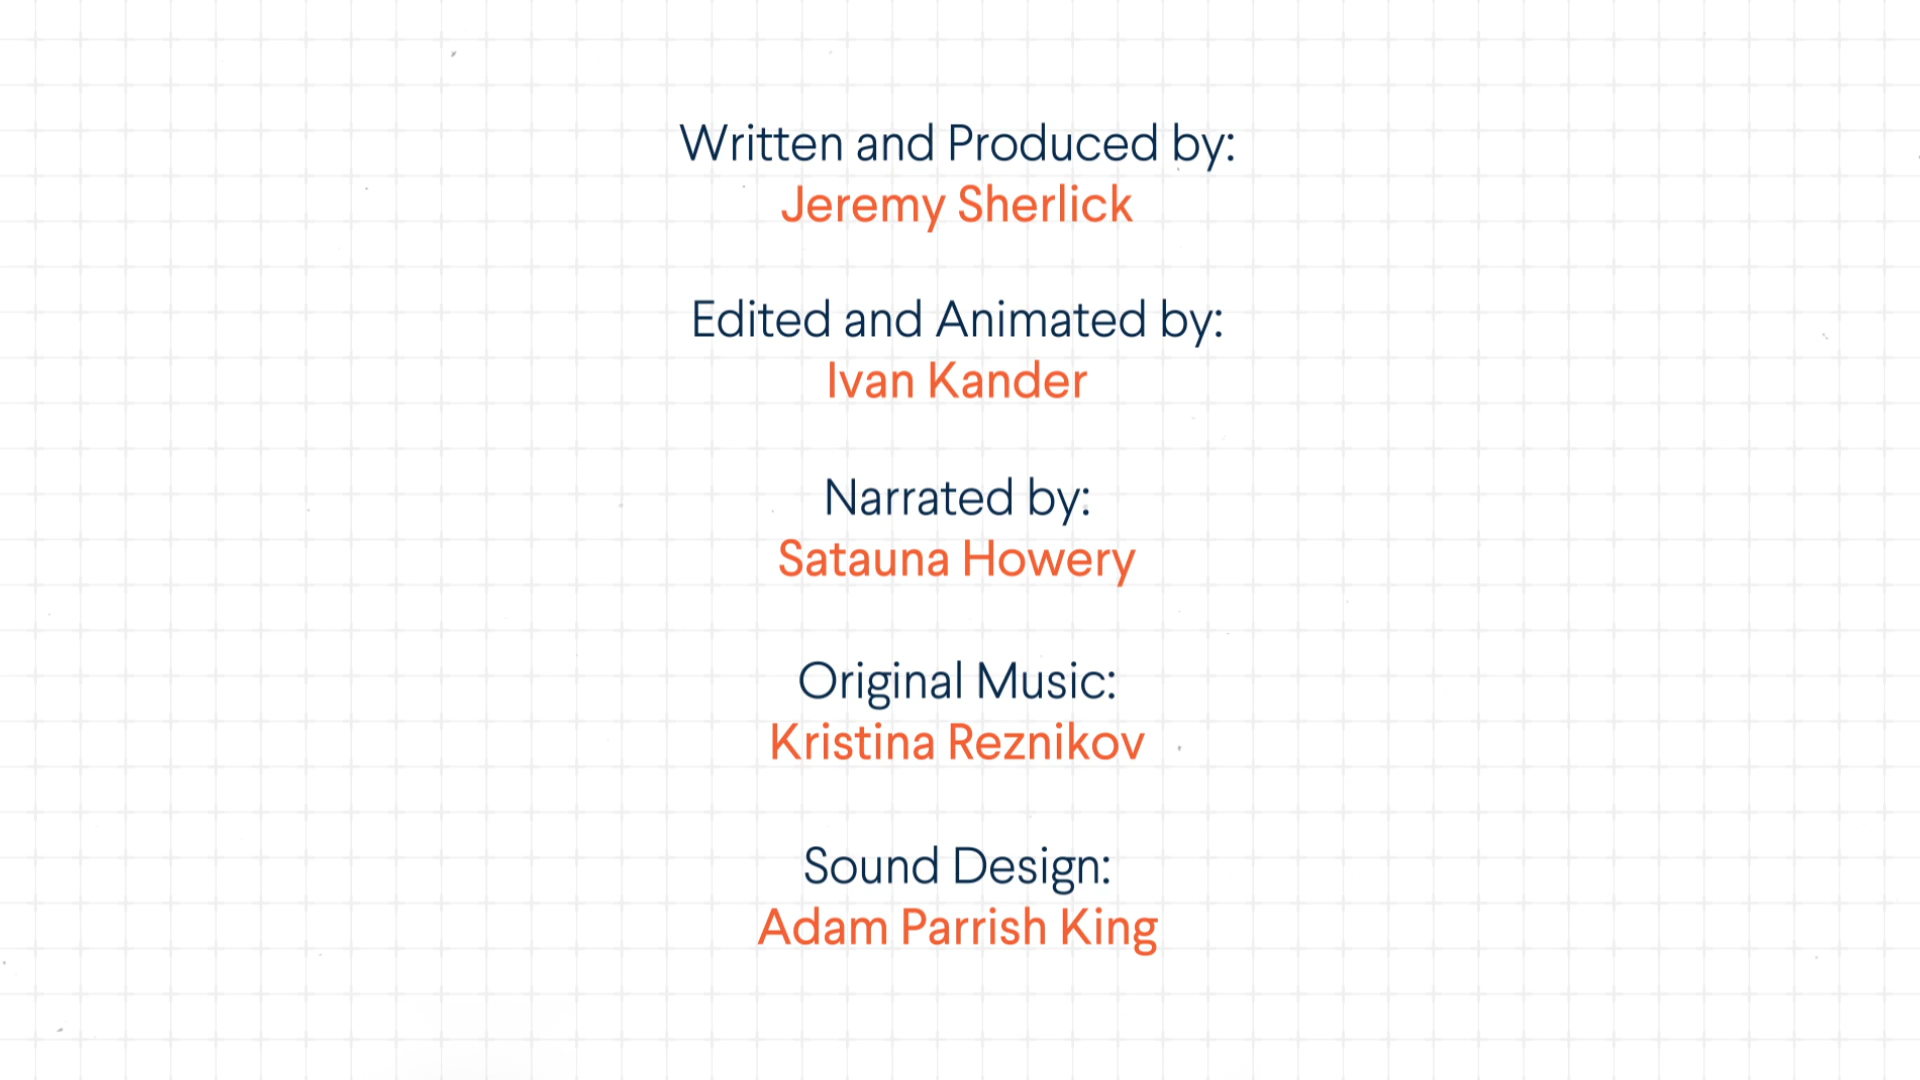 Written and Produced by:
Jeremy Sherlick
Edited and Animated by:
Ivan Kander
Narrated by:
Satauna Howery
Original Music:
Kristina Reznikov
Sound Design:
Adam Parrish King